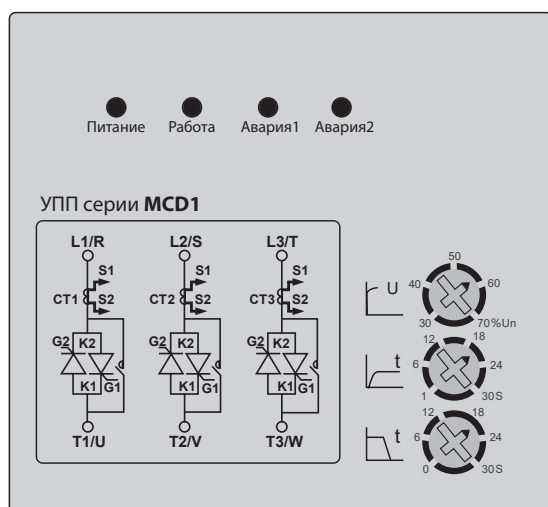 Питание Работа Авария1 Авария2
УПП серии MCD1
L1/R L2/S L3/T
S1 S1 S1
CT1 S2 CT2 S2 CT3 S2
G2 K2 G2 K2 G2 K2
K1 G1 K1 G1 K1 G1
T1/U T2/V T3/W
U 30 40 50 60 70%Un
t 1 6 12 18 24 30S
t 0 6 12 18 24 30S